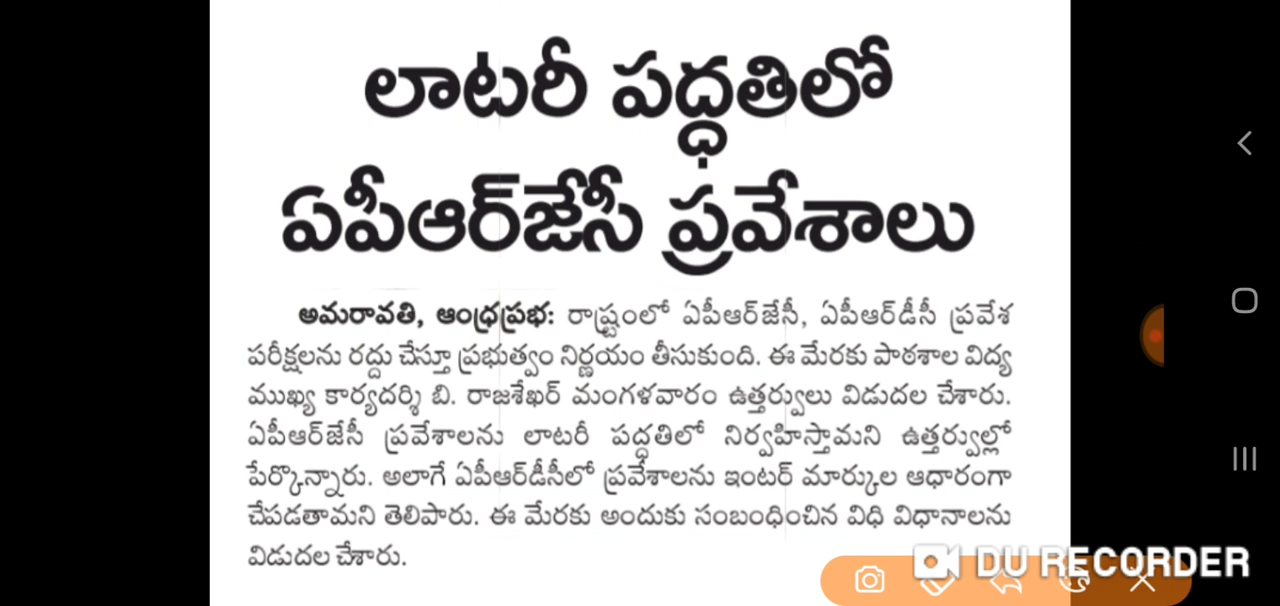 లాటరీ పద్ధతిలో
ఏపీఆర్‌జేసీ ప్రవేశాలు
అమరావతి, ఆంధ్రప్రభ: రాష్ట్రంలో ఏపీఆర్‌జేసీ, ఏపీఆర్‌డీసీ ప్రవేశ
పరీక్షలను రద్దు చేస్తూ ప్రభుత్వం నిర్ణయం తీసుకుంది. ఈ మేరకు పాఠశాల విద్య
ముఖ్య కార్యదర్శి బి. రాజశేఖర్ మంగళవారం ఉత్తర్వులు విడుదల చేశారు.
ఏపీఆర్‌జేసీ ప్రవేశాలను లాటరీ పద్ధతిలో నిర్వహిస్తామని ఉత్తర్వుల్లో
పేర్కొన్నారు. అలాగే ఏపీఆర్‌డీసీలో ప్రవేశాలను ఇంటర్ మార్కుల ఆధారంగా
చేపడతామని తెలిపారు. ఈ మేరకు అందుకు సంబంధించిన విధి విధానాలను
విడుదల చేశారు.
DU RECORDER